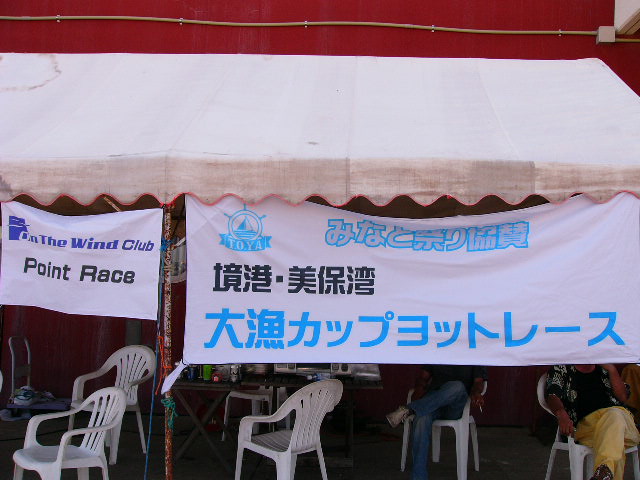 In The Wind Club
Point Race
T.O.Y.A
みなと祭り協賛
境港・美保湾
大漁カップヨットレース